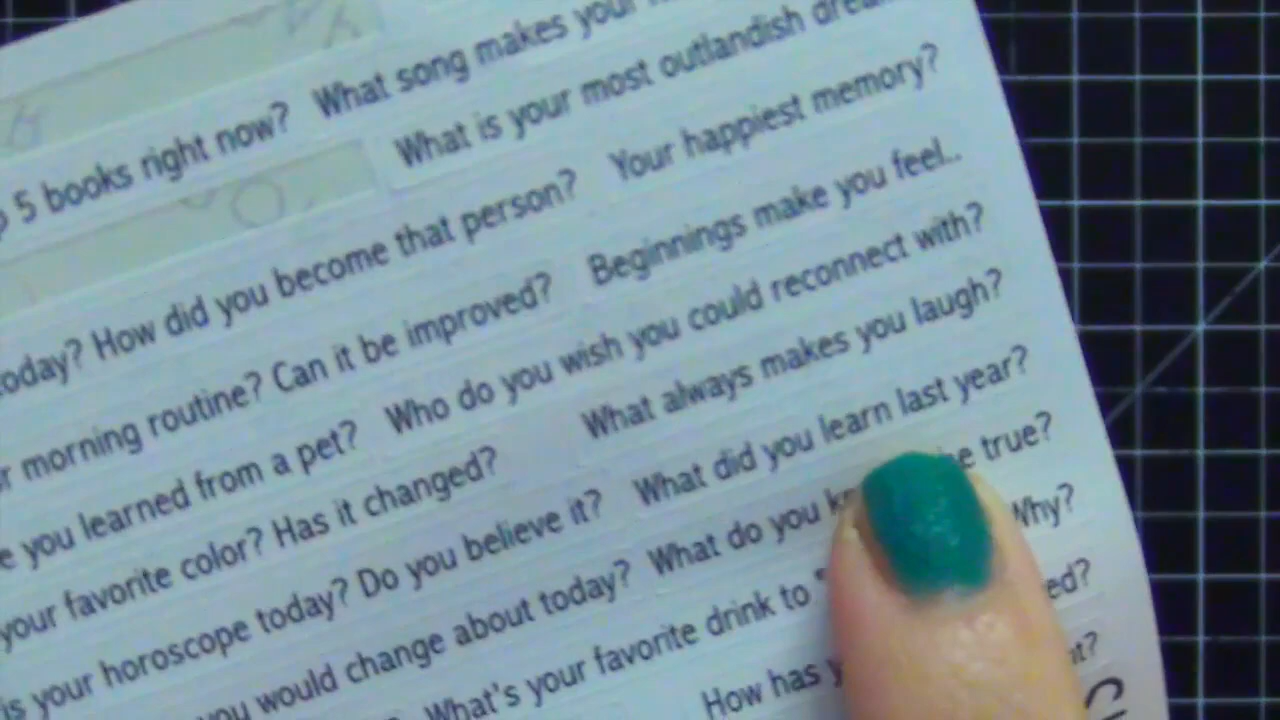 5 books right now? What song makes your
What is your most outlandish
How did you become that person? Your happiest memory?
morning routine? Can it be improved? Beginnings make you feel..
you learned from a pet? Who do you wish you could reconnect with?
your favorite color? Has it changed? What always makes you laugh?
is your horoscope today? Do you believe it? What did you learn last year?
you would change about today? What do you true?
What's your favorite drink to Why?
How has